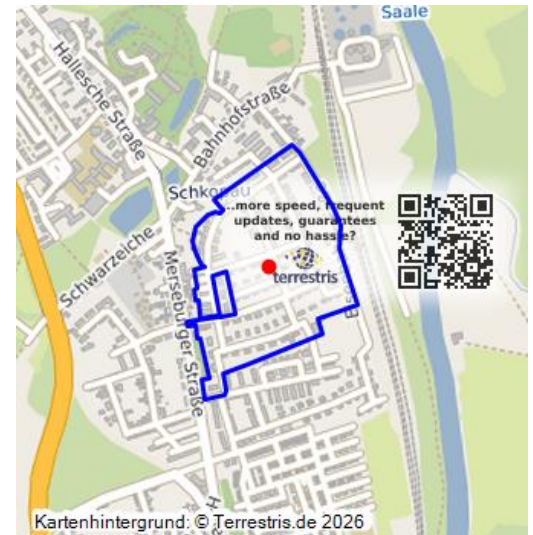 Saale
Hallesche Straße
Bahnhofstraße
Schkopau
...more speed, frequent
updates, guarantees
and no hassle?
terrestris
Schwarzeiche
Merseburger Straße
Kartenhintergrund: © Terrestris.de 2026